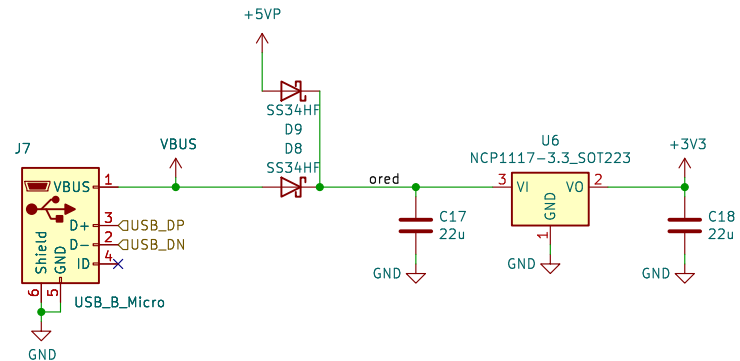 +5VP
SS34HF
D9
D8
SS34HF
J7
VBUS
ored
U6
NCP1117-3.3_SOT223
+3V3
VBUS 1
D+ 3 USB_DP
D- 2 USB_DN
ID 4
Shield
GND
6
5
USB_B_Micro
GND
3 VI
VO 2
GND
1
GND
C17
22u
GND
C18
22u
GND